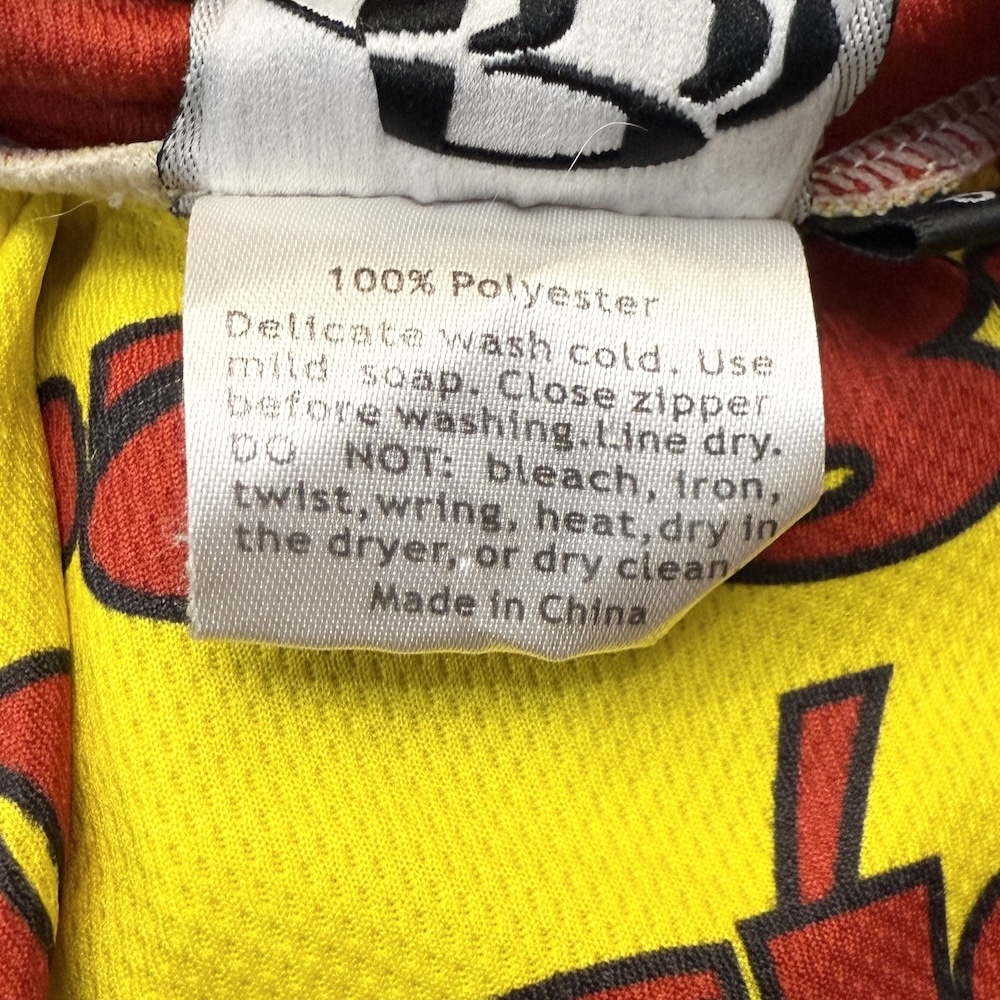 100% Polyester
Delicate wash cold. Use
mild soap. Close zipper
before washing.Line dry.
DO NOT: bleach, iron,
twist,wring, heat,dry in
the dryer, or dry clean
Made in China